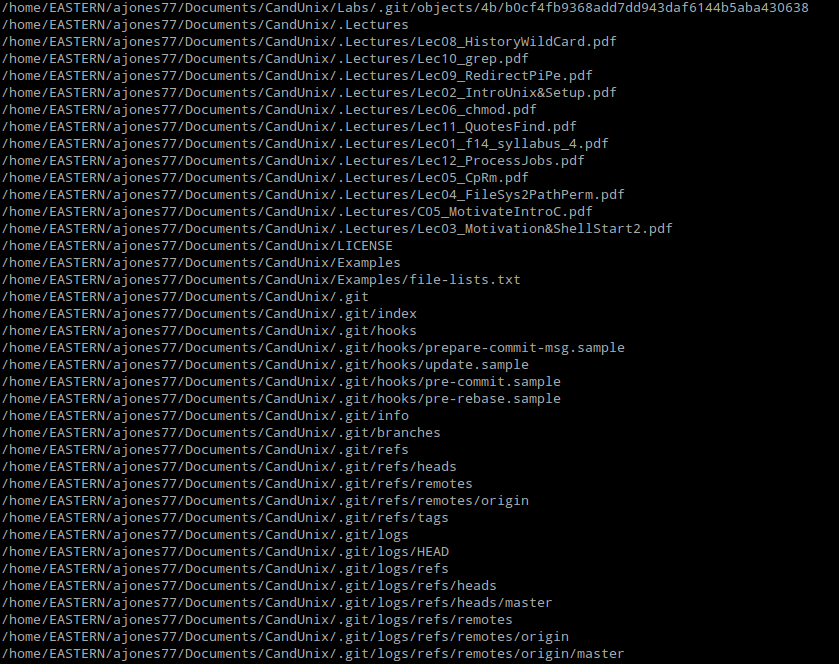 /home/EASTERN/ajones77/Documents/CandUnix/Labs/.git/objects/4b/b0cf4fb9368add7dd943daf6144b5aba430638
/home/EASTERN/ajones77/Documents/CandUnix/.Lectures
/home/EASTERN/ajones77/Documents/CandUnix/.Lectures/Lec08_HistoryWildCard.pdf
/home/EASTERN/ajones77/Documents/CandUnix/.Lectures/Lec10_grep.pdf
/home/EASTERN/ajones77/Documents/CandUnix/.Lectures/Lec09_RedirectPiPe.pdf
/home/EASTERN/ajones77/Documents/CandUnix/.Lectures/Lec02_IntroUnix&Setup.pdf
/home/EASTERN/ajones77/Documents/CandUnix/.Lectures/Lec06_chmod.pdf
/home/EASTERN/ajones77/Documents/CandUnix/.Lectures/Lec11_QuotesFind.pdf
/home/EASTERN/ajones77/Documents/CandUnix/.Lectures/Lec01_f14_syllabus_4.pdf
/home/EASTERN/ajones77/Documents/CandUnix/.Lectures/Lec12_ProcessJobs.pdf
/home/EASTERN/ajones77/Documents/CandUnix/.Lectures/Lec05_CpRm.pdf
/home/EASTERN/ajones77/Documents/CandUnix/.Lectures/Lec04_FileSys2PathPerm.pdf
/home/EASTERN/ajones77/Documents/CandUnix/.Lectures/C05_MotivateIntroC.pdf
/home/EASTERN/ajones77/Documents/CandUnix/.Lectures/Lec03_Motivation&ShellStart2.pdf
/home/EASTERN/ajones77/Documents/CandUnix/LICENSE
/home/EASTERN/ajones77/Documents/CandUnix/Examples
/home/EASTERN/ajones77/Documents/CandUnix/Examples/file-lists.txt
/home/EASTERN/ajones77/Documents/CandUnix/.git
/home/EASTERN/ajones77/Documents/CandUnix/.git/index
/home/EASTERN/ajones77/Documents/CandUnix/.git/hooks
/home/EASTERN/ajones77/Documents/CandUnix/.git/hooks/prepare-commit-msg.sample
/home/EASTERN/ajones77/Documents/CandUnix/.git/hooks/update.sample
/home/EASTERN/ajones77/Documents/CandUnix/.git/hooks/pre-commit.sample
/home/EASTERN/ajones77/Documents/CandUnix/.git/hooks/pre-rebase.sample
/home/EASTERN/ajones77/Documents/CandUnix/.git/info
/home/EASTERN/ajones77/Documents/CandUnix/.git/branches
/home/EASTERN/ajones77/Documents/CandUnix/.git/refs
/home/EASTERN/ajones77/Documents/CandUnix/.git/refs/heads
/home/EASTERN/ajones77/Documents/CandUnix/.git/refs/remotes
/home/EASTERN/ajones77/Documents/CandUnix/.git/refs/remotes/origin
/home/EASTERN/ajones77/Documents/CandUnix/.git/refs/tags
/home/EASTERN/ajones77/Documents/CandUnix/.git/logs
/home/EASTERN/ajones77/Documents/CandUnix/.git/logs/HEAD
/home/EASTERN/ajones77/Documents/CandUnix/.git/logs/refs
/home/EASTERN/ajones77/Documents/CandUnix/.git/logs/refs/heads
/home/EASTERN/ajones77/Documents/CandUnix/.git/logs/refs/heads/master
/home/EASTERN/ajones77/Documents/CandUnix/.git/logs/refs/remotes
/home/EASTERN/ajones77/Documents/CandUnix/.git/logs/refs/remotes/origin
/home/EASTERN/ajones77/Documents/CandUnix/.git/logs/refs/remotes/origin/master